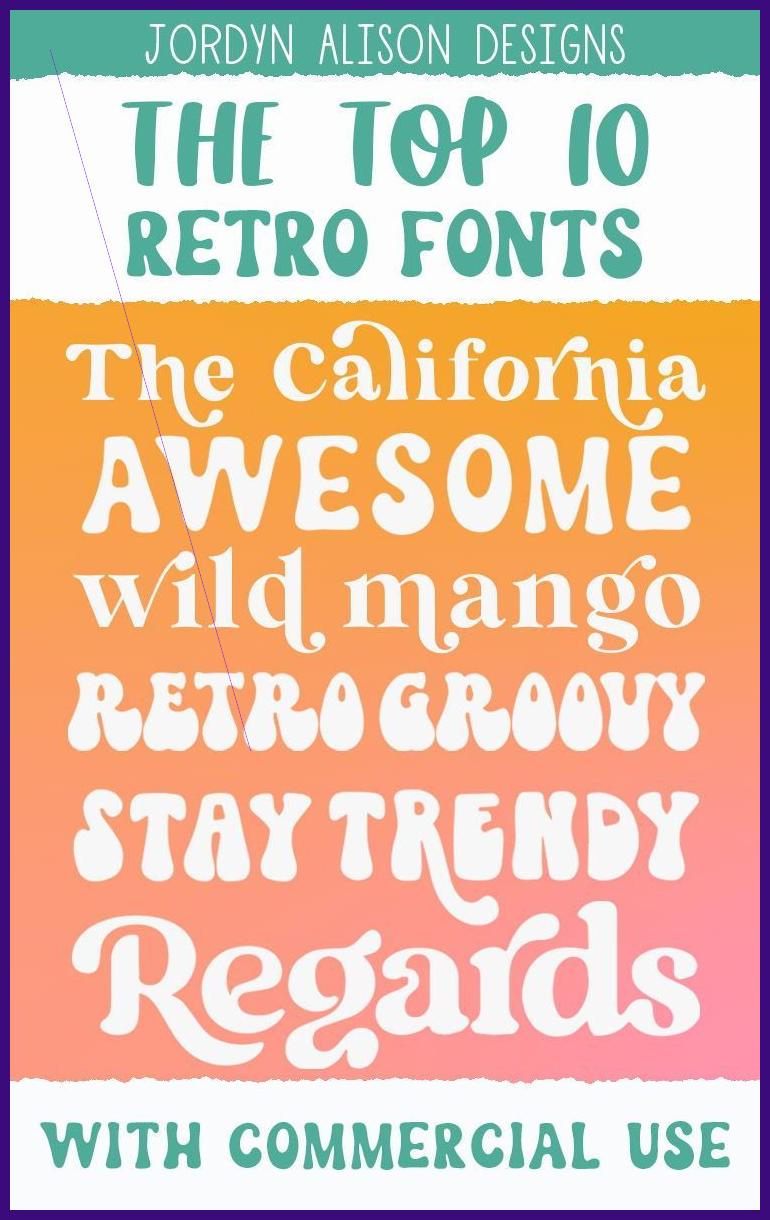 JORDYN ALISON DESIGNS
THE TOP 10
RETRO FONTS
The California
AWESOME
wild mango
RETRO GROOVY
STAY TRENDY
Regards
WITH COMMERCIAL USE